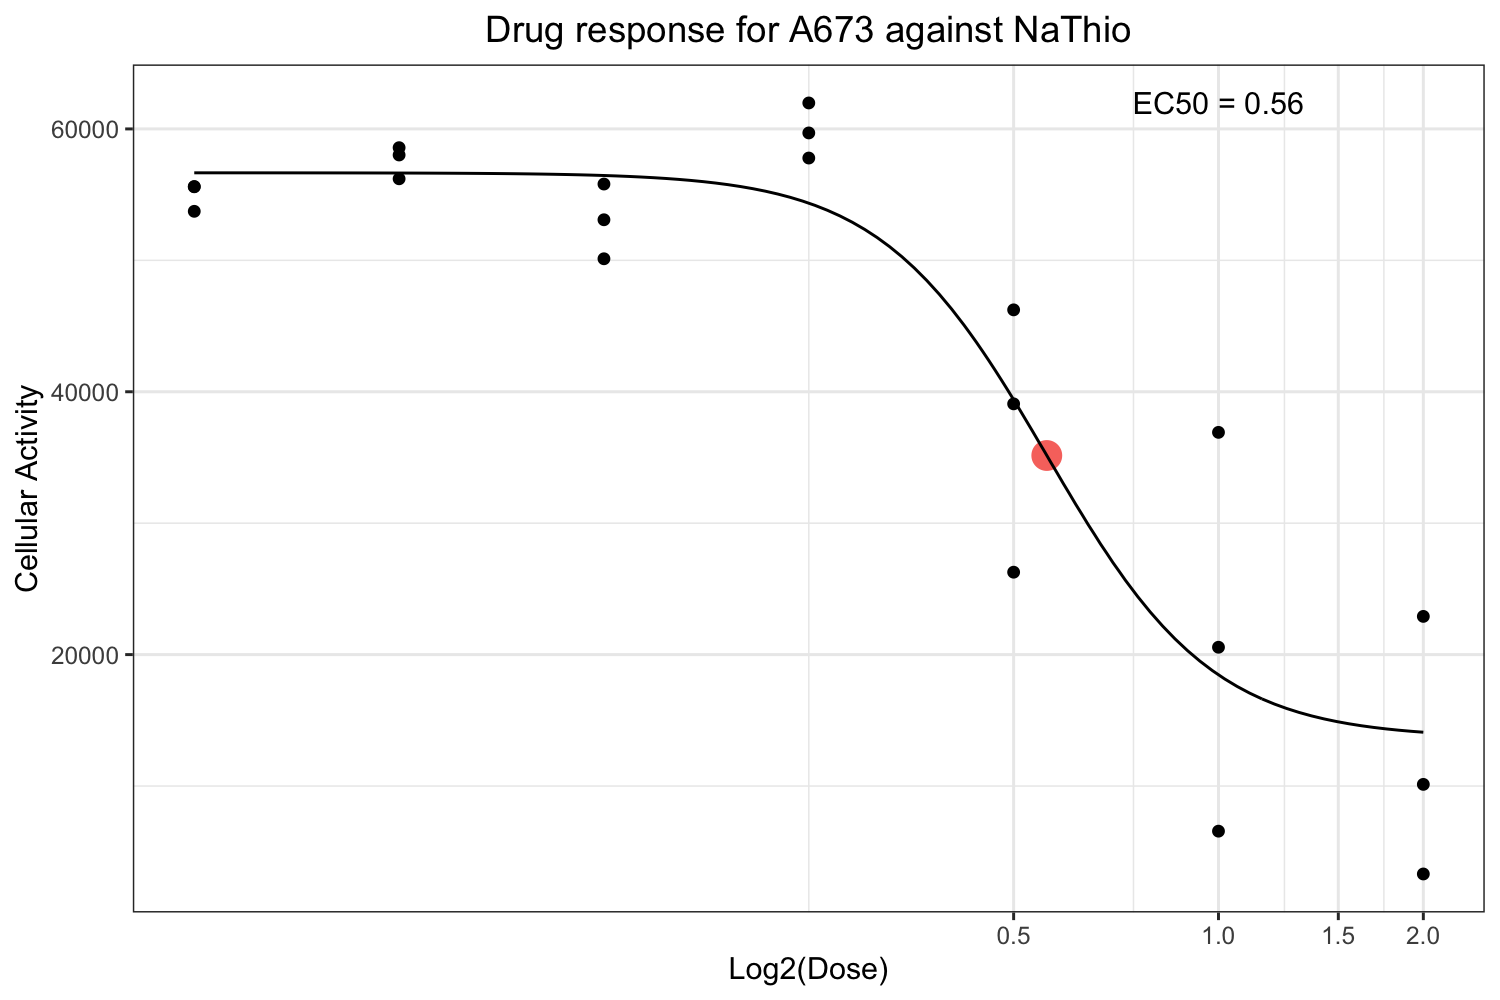 Drug response for A673 against NaThio
EC50 = 0.56
60000
40000
20000
Cellular Activity
0.5 1.0 1.5 2.0
Log2(Dose)